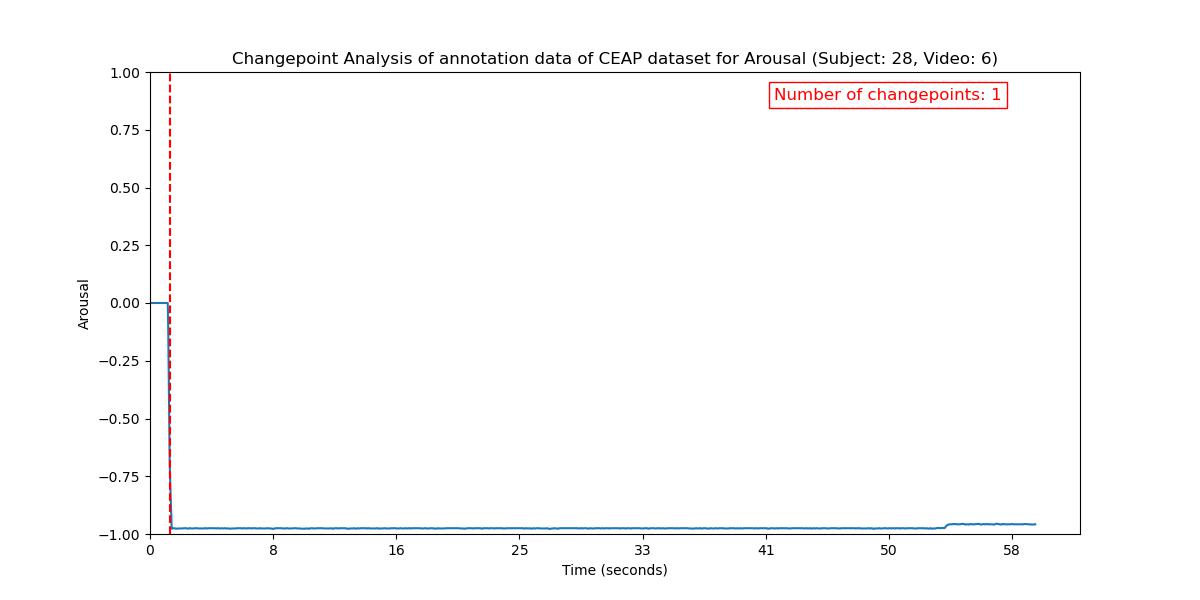 Changepoint Analysis of annotation data of CEAP dataset for Arousal (Subject: 28, Video: 6)
Number of changepoints: 1
1.00
0.75
0.50
0.25
0.00
−0.25
−0.50
−0.75
−1.00
Arousal
0 8 16 25 33 41 50 58
Time (seconds)